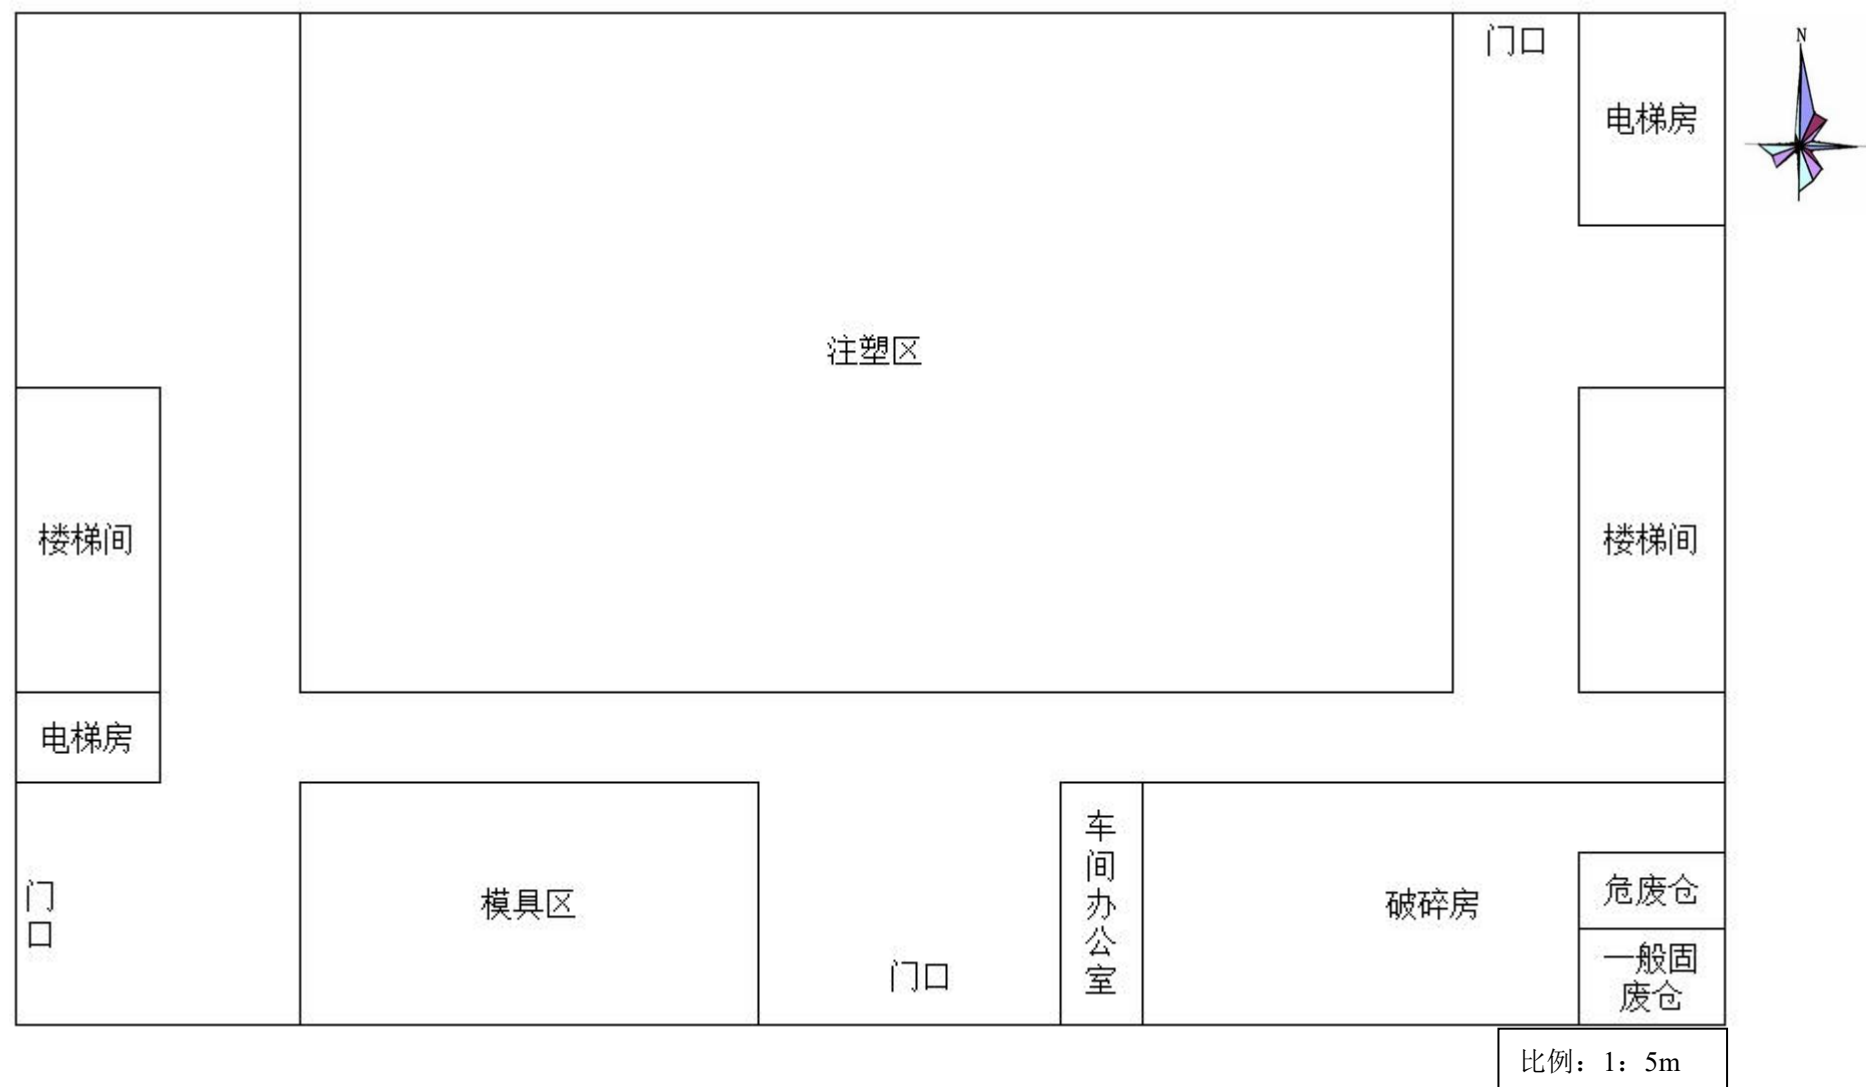 门口
N
电梯房
注塑区
楼梯间
楼梯间
电梯房
门口
模具区
门口
车间办公室
破碎房
危废仓
一般固
废仓
比例：1：5m